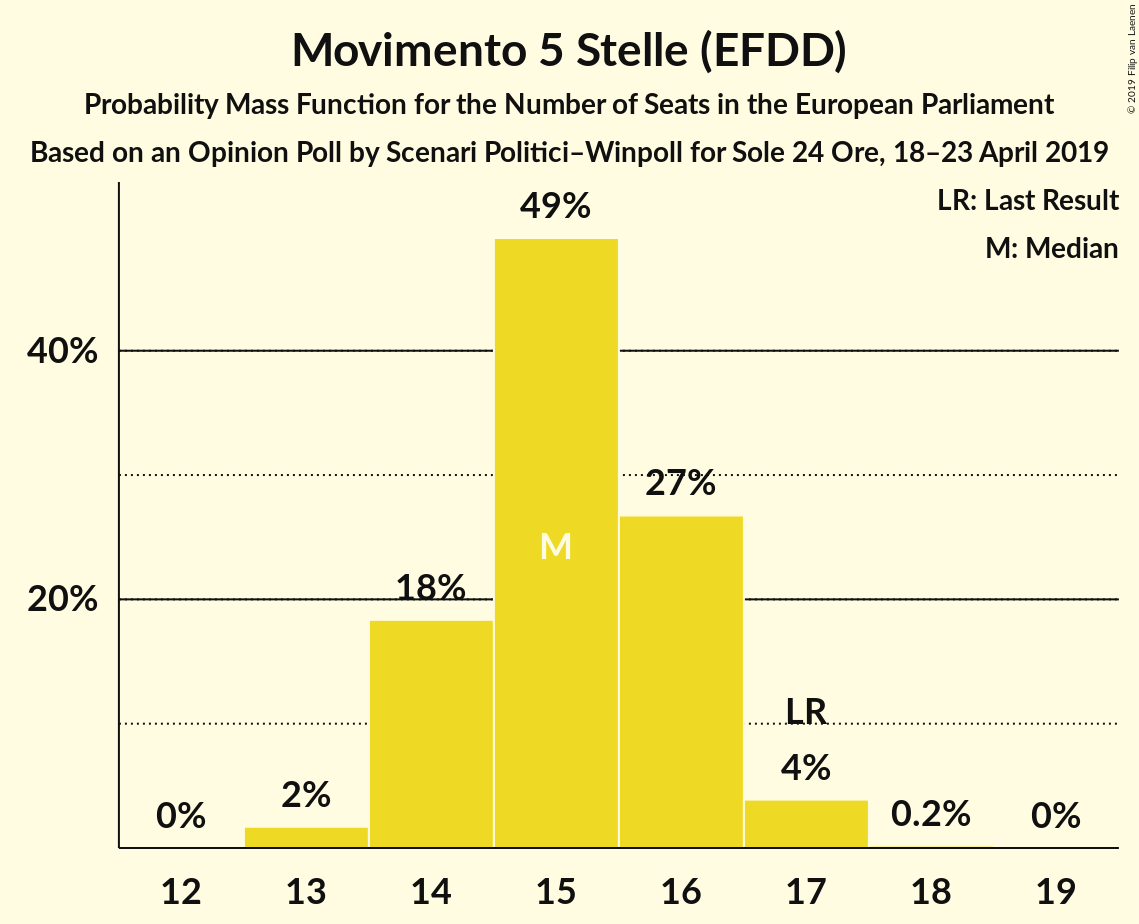 Movimento 5 Stelle (EFDD)
Probability Mass Function for the Number of Seats in the European Parliament
Based on an Opinion Poll by Scenari Politici–Winpoll for Sole 24 Ore, 18–23 April 2019
© 2019 Filip van Laenen
LR: Last Result
M: Median
49%
40%
27%
M
18%
20%
LR
4%
2%
0%
0.2%
0%
12 13 14 15 16 17 18 19